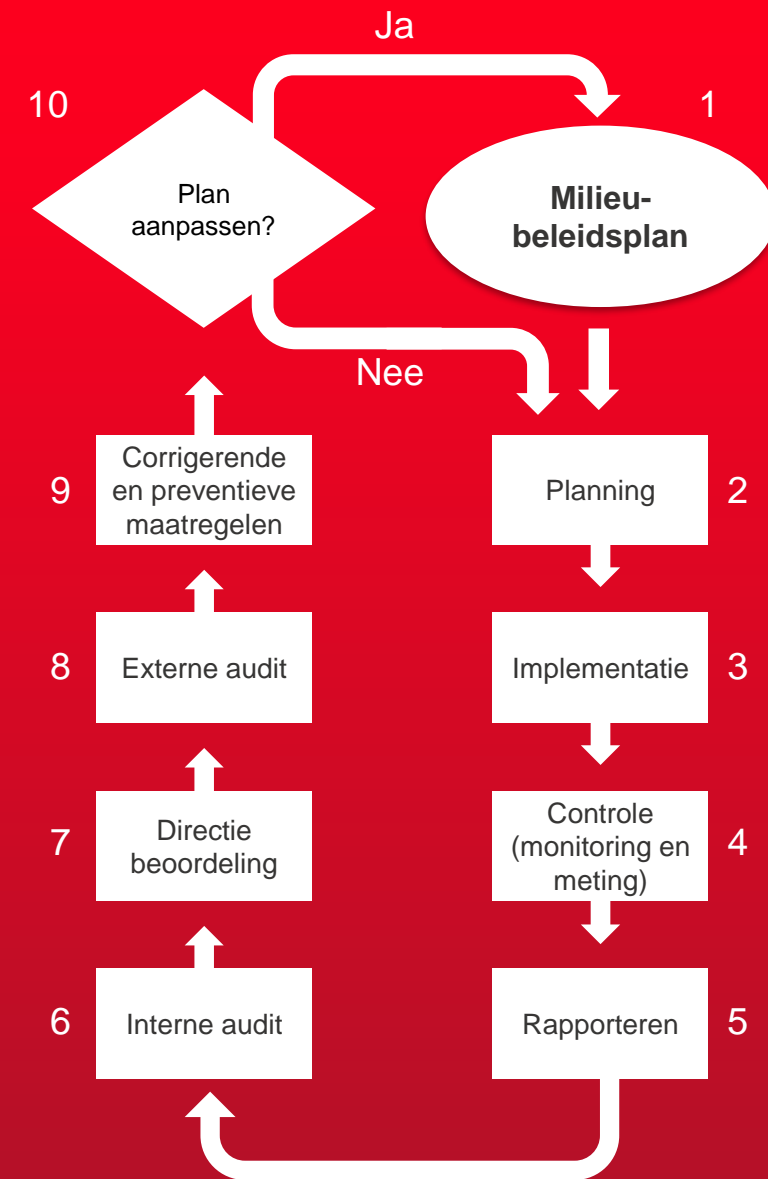 Ja
10
1
Plan
aanpassen?
Milieu-
beleidsplan
Nee
9
Corrigerende
en preventieve
maatregelen
Planning
2
8
Externe audit
Implementatie
3
7
Directie
beoordeling
Controle
(monitoring en
meting)
4
6
Interne audit
Rapporteren
5